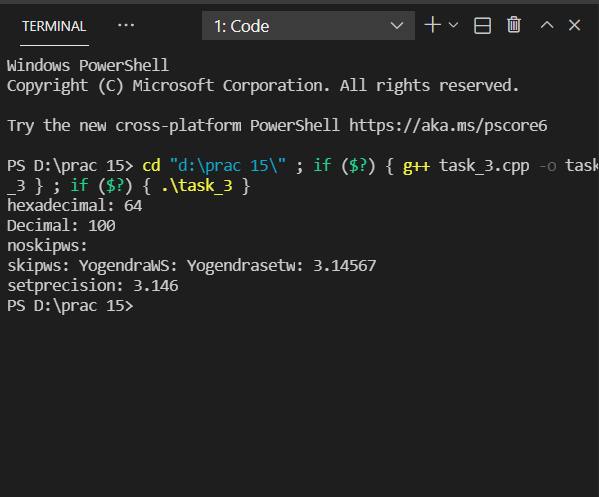 TERMINAL ··· 1: Code
Windows PowerShell
Copyright (C) Microsoft Corporation. All rights reserved.
Try the new cross-platform PowerShell https://aka.ms/pscore6
PS D:\prac 15> cd "d:\prac 15\" ; if ($?) { g++ task_3.cpp -o task
_3 } ; if ($?) { .\task_3 }
hexadecimal: 64
Decimal: 100
noskipws:
skipws: YogendraWS: Yogendrasetw: 3.14567
setprecision: 3.146
PS D:\prac 15>